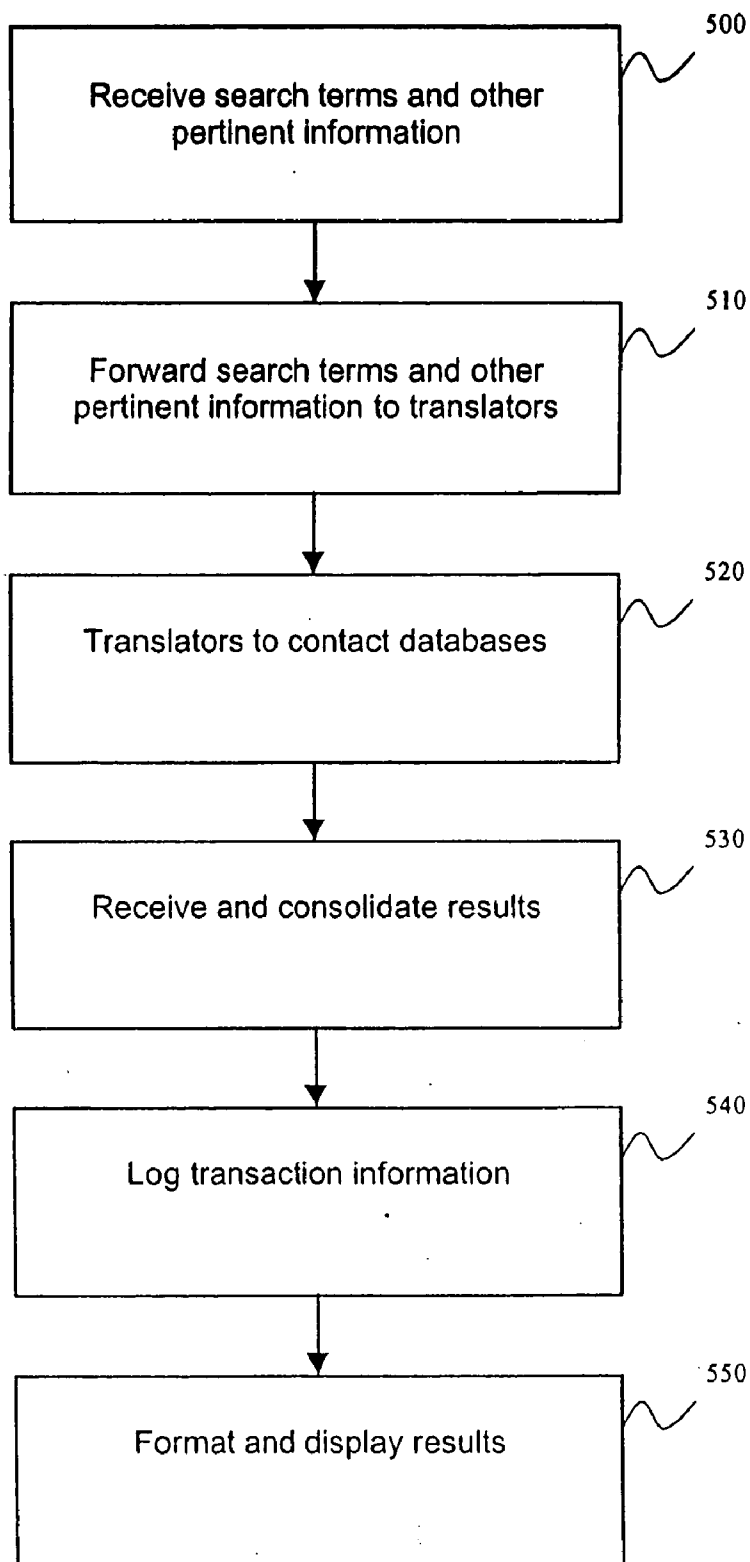 500
Receive search terms and other
pertinent information
510
Forward search terms and other
pertinent information to translators
520
Translators to contact databases
530
Receive and consolidate results
540
Log transaction information
550
Format and display results